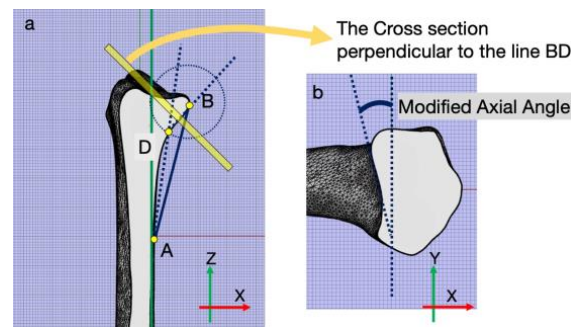 a
The Cross section
perpendicular to the line BD
B
D
A
Z
X
b
Modified Axial Angle
Y
X